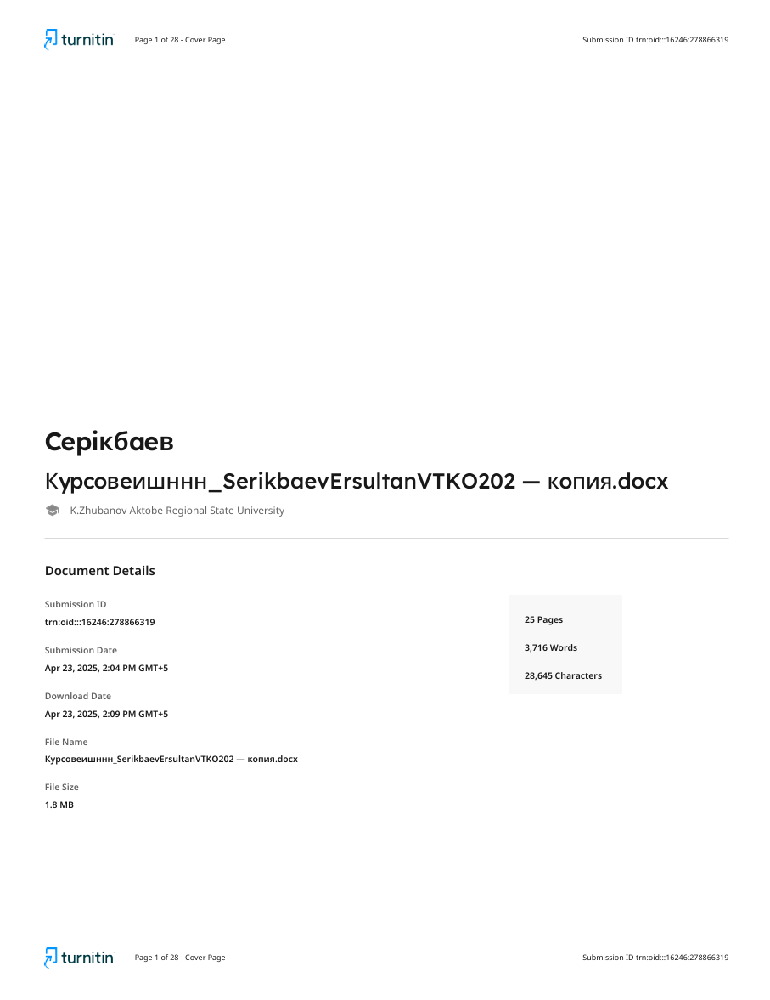 turnitin Page 1 of 28 - Cover Page Submission ID trn:oid:::16246:278866319
Серікбаев
Курсовеишннн_SerikbaevErsultanVTKO202 — копия.docx
K.Zhubanov Aktobe Regional State University
Document Details
Submission ID
trn:oid:::16246:278866319
Submission Date
Apr 23, 2025, 2:04 PM GMT+5
Download Date
Apr 23, 2025, 2:09 PM GMT+5
File Name
Курсовеишннн_SerikbaevErsultanVTKO202 — копия.docx
File Size
1.8 MB
25 Pages
3,716 Words
28,645 Characters
turnitin Page 1 of 28 - Cover Page Submission ID trn:oid:::16246:278866319